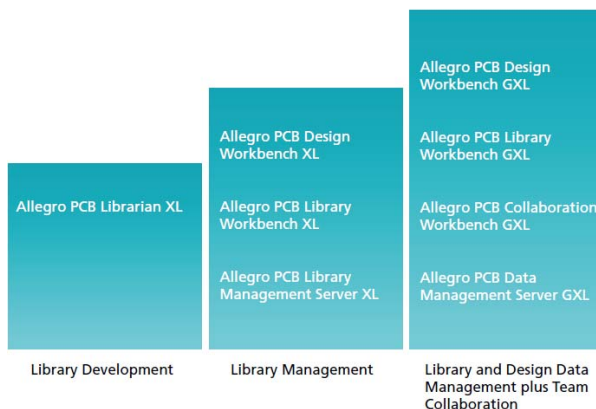 Allegro PCB Librarian XL
Library Development
Allegro PCB Design
Workbench XL
Allegro PCB Library
Workbench XL
Allegro PCB Library
Management Server XL
Library Management
Allegro PCB Design
Workbench GXL
Allegro PCB Library
Workbench GXL
Allegro PCB Collaboration
Workbench GXL
Allegro PCB Data
Management Server GXL
Library and Design Data
Management plus Team
Collaboration